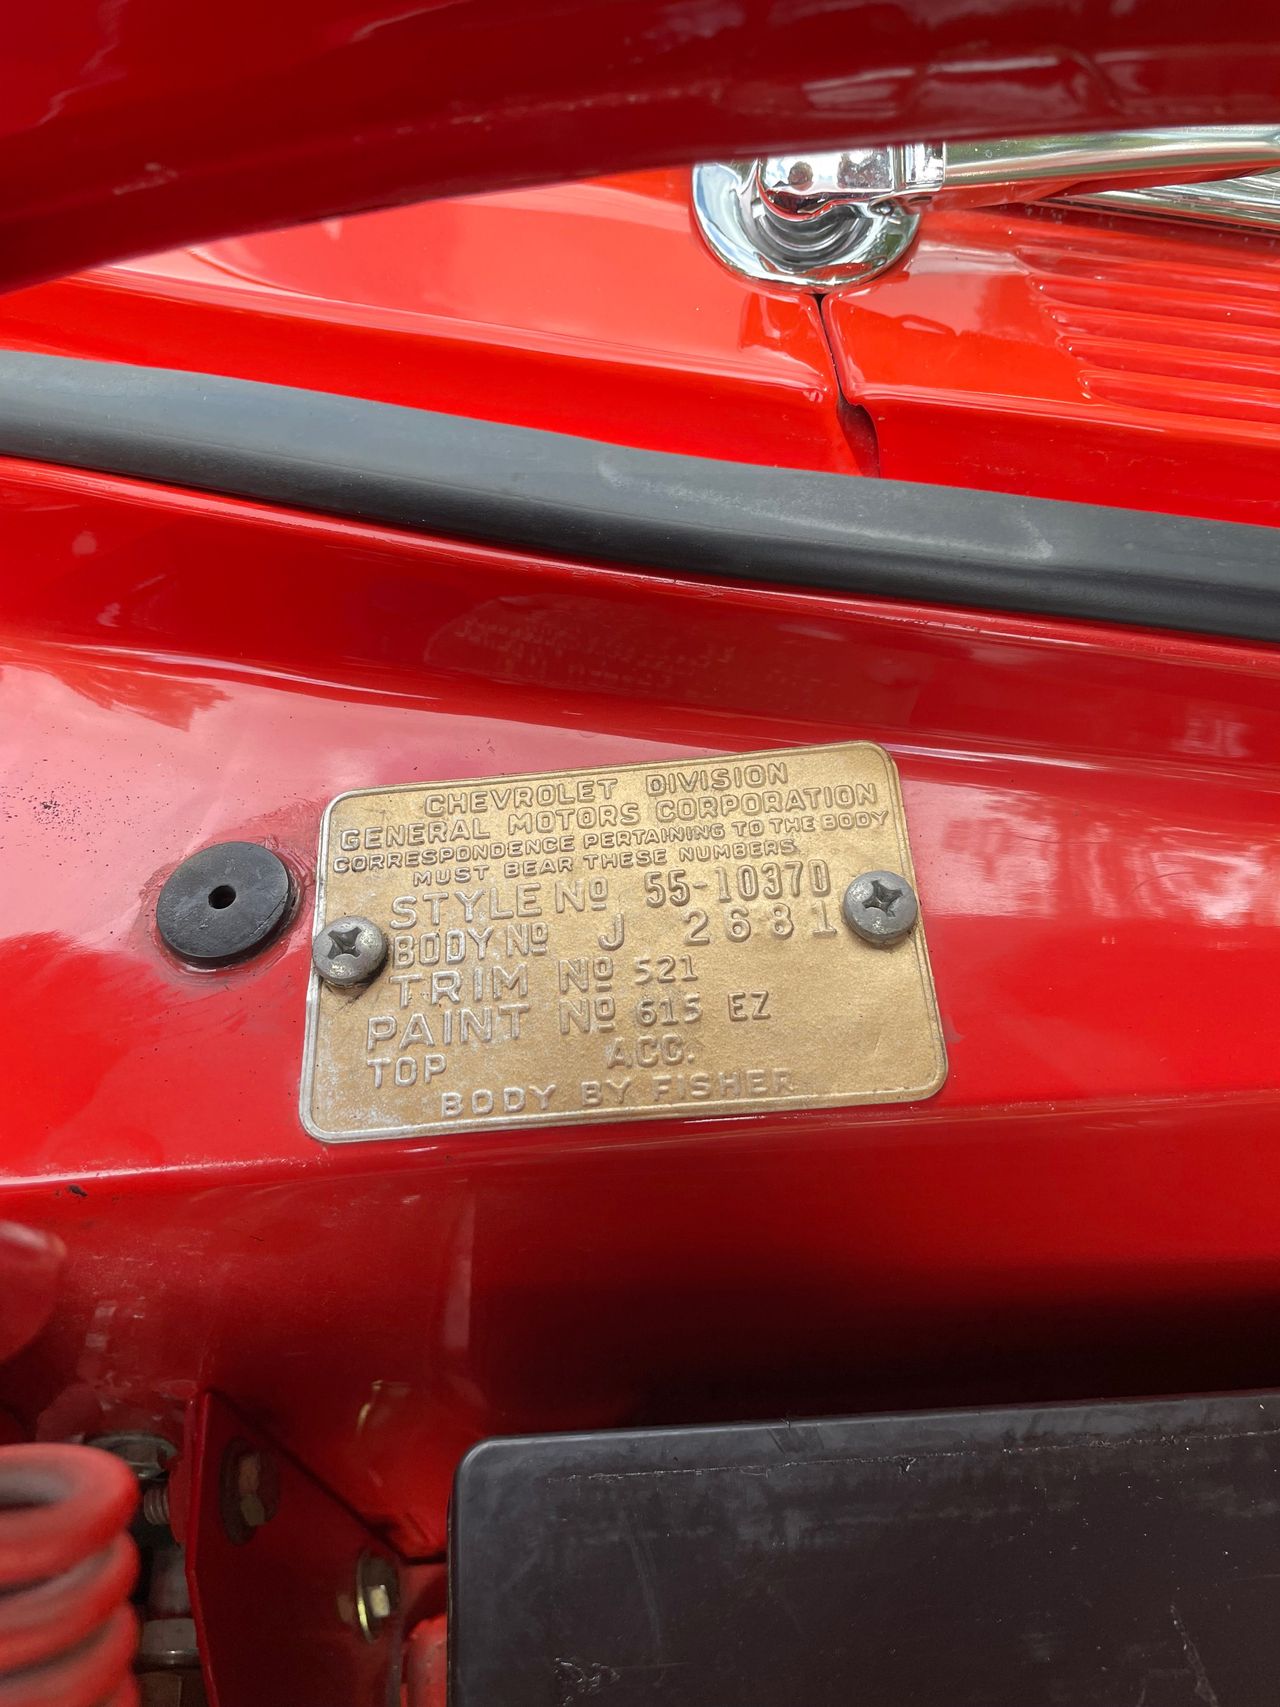 CHEVROLET DIVISION
GENERAL MOTORS CORPORATION
CORRESPONDENCE PERTAINING TO THE BODY
MUST BEAR THESE NUMBERS.
STYLE Nº 55-1037D
BODY Nº J 2681
TRIM Nº 521
PAINT Nº 615 EZ
TOP ACC.
BODY BY FISHER